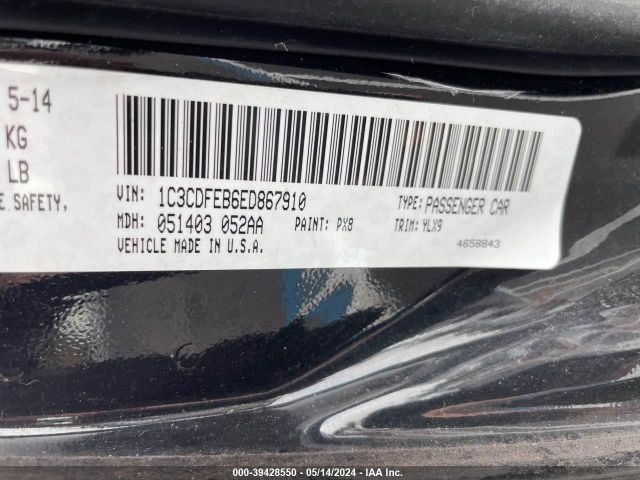 5-14
KG
LB
E SAFETY,
VIN: 1C3CDFEB6ED867910
TYPE: PASSENGER CAR
MDH: 051403 052AA
PAINT: PX8
TRIM: YLX9
VEHICLE MADE IN U.S.A.
4658843
000-39428550 — 05/14/2024 — IAA Inc.